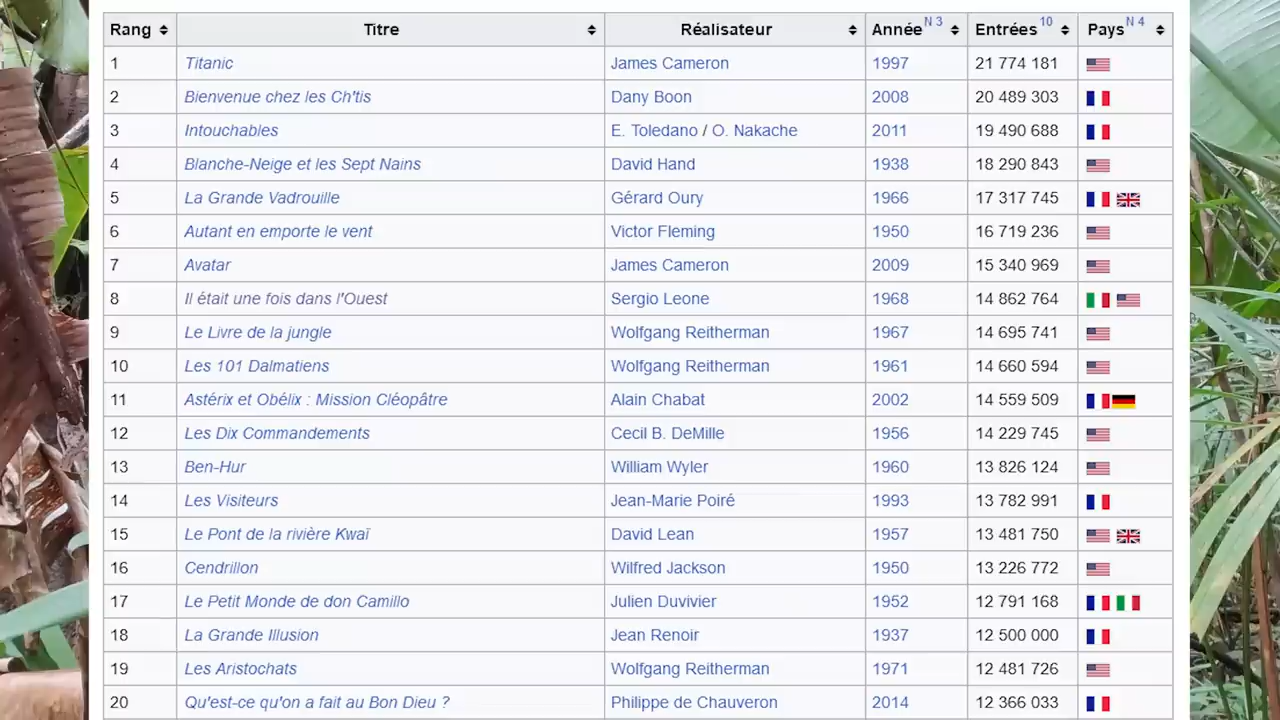 Rang Titre Réalisateur Année N 3 Entrées 10 Pays N 4
1 Titanic James Cameron 1997 21 774 181
2 Bienvenue chez les Ch'tis Dany Boon 2008 20 489 303
3 Intouchables E. Toledano / O. Nakache 2011 19 490 688
4 Blanche-Neige et les Sept Nains David Hand 1938 18 290 843
5 La Grande Vadrouille Gérard Oury 1966 17 317 745
6 Autant en emporte le vent Victor Fleming 1950 16 719 236
7 Avatar James Cameron 2009 15 340 969
8 Il était une fois dans l'Ouest Sergio Leone 1968 14 862 764
9 Le Livre de la jungle Wolfgang Reitherman 1967 14 695 741
10 Les 101 Dalmatiens Wolfgang Reitherman 1961 14 660 594
11 Astérix et Obélix : Mission Cléopâtre Alain Chabat 2002 14 559 509
12 Les Dix Commandements Cecil B. DeMille 1956 14 229 745
13 Ben-Hur William Wyler 1960 13 826 124
14 Les Visiteurs Jean-Marie Poiré 1993 13 782 991
15 Le Pont de la rivière Kwaï David Lean 1957 13 481 750
16 Cendrillon Wilfred Jackson 1950 13 226 772
17 Le Petit Monde de don Camillo Julien Duvivier 1952 12 791 168
18 La Grande Illusion Jean Renoir 1937 12 500 000
19 Les Aristochats Wolfgang Reitherman 1971 12 481 726
20 Qu'est-ce qu'on a fait au Bon Dieu ? Philippe de Chauveron 2014 12 366 033